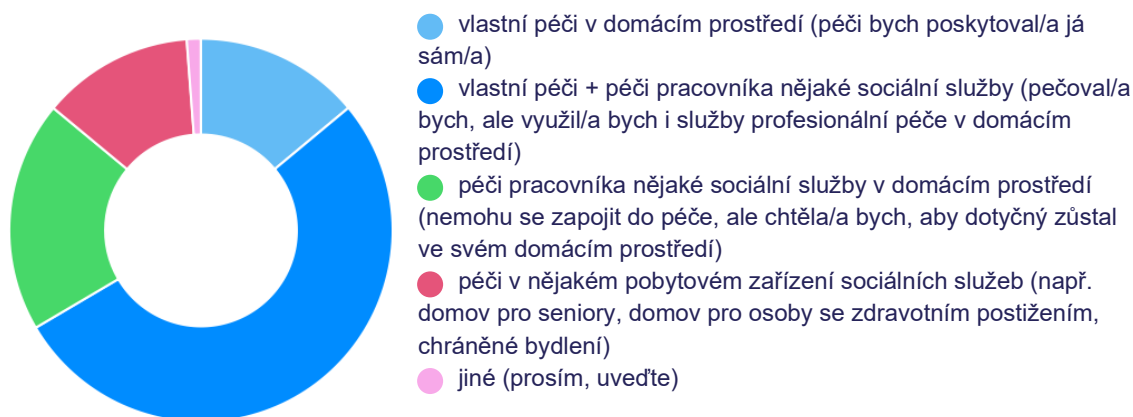 vlastní péči v domácím prostředí (péči bych poskytoval/a já
sám/a)
vlastní péči + péči pracovníka nějaké sociální služby (pečoval/a
bych, ale využil/a bych i služby profesionální péče v domácím
prostředí)
péči pracovníka nějaké sociální služby v domácím prostředí
(nemohu se zapojit do péče, ale chtěla/a bych, aby dotyčný zůstal
ve svém domácím prostředí)
péči v nějakém pobytovém zařízení sociálních služeb (např.
domov pro seniory, domov pro osoby se zdravotním postižením,
chráněné bydlení)
jiné (prosím, uveďte)